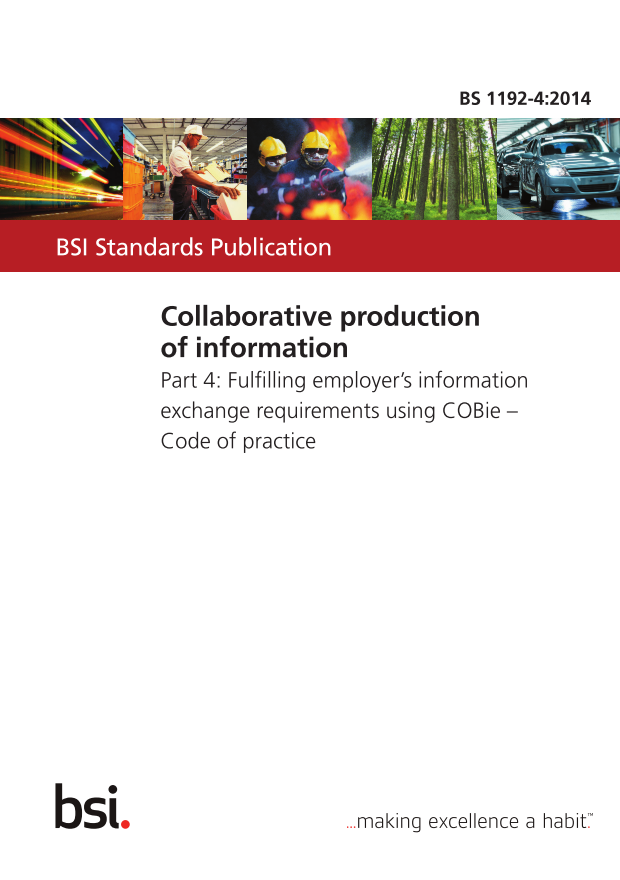 BS 1192-4:2014
BSI Standards Publication
Collaborative production
of information
Part 4: Fulfilling employer’s information
exchange requirements using COBie –
Code of practice
bsi.
...making excellence a habit.™